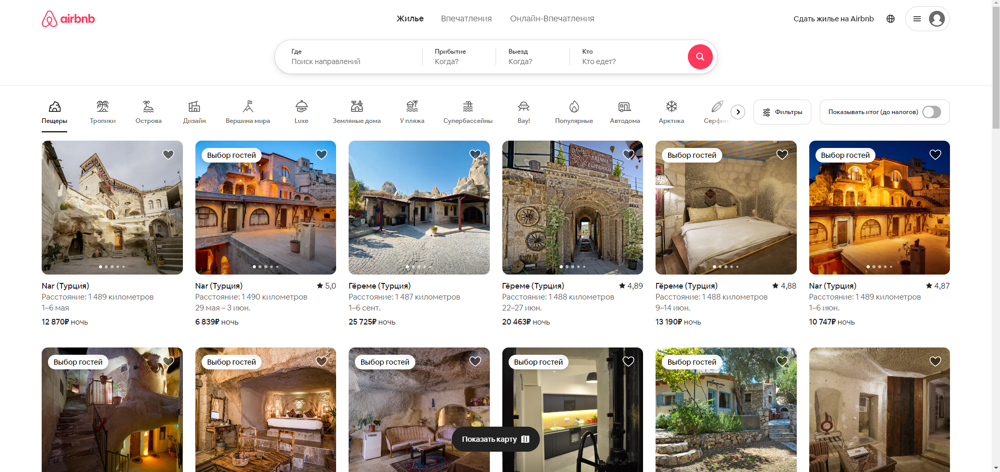 airbnb
Жилье
Впечатления
Онлайн-Впечатления
Сдать жилье на Airbnb
Где
Поиск направлений
Прибытие
Когда?
Выезд
Когда?
Кто
Кто едет?
Пещеры
Тропики
Острова
Дизайн
Вершина мира
Luxe
Земляные дома
У пляжа
Супербассейны
Вау!
Популярные
Автодома
Арктика
Серфин
Фильтры
Показывать итог (до налогов)
Выбор гостей
ARINNA
CAPPADOCIA
Выбор гостей
Выбор гостей
Nar (Турция)
Расстояние: 1 489 километров
1–6 мая
12 870₽ ночь
Nar (Турция)
5,0
Расстояние: 1 490 километров
29 мая – 3 июн.
6 839₽ ночь
Гёреме (Турция)
Расстояние: 1 487 километров
1–6 сент.
25 725₽ ночь
Гёреме (Турция)
4,89
Расстояние: 1 488 километров
22–27 июн.
20 463₽ ночь
Гёреме (Турция)
4,88
Расстояние: 1 488 километров
9–14 июн.
13 190₽ ночь
Nar (Турция)
4,87
Расстояние: 1 489 километров
1–6 июн.
10 747₽ ночь
Выбор гостей
Выбор гостей
Выбор гостей
Выбор гостей
Выбор гостей
Показать карту